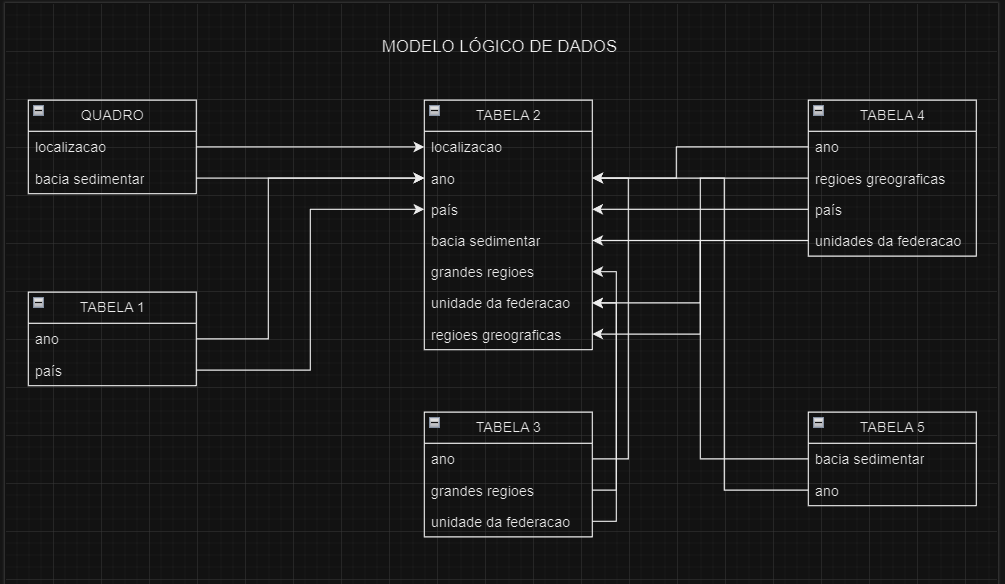 MODELO LÓGICO DE DADOS
QUADRO
localizacao
bacia sedimentar
TABELA 1
ano
país
TABELA 2
localizacao
ano
país
bacia sedimentar
grandes regioes
unidade da federacao
regioes greograficas
TABELA 3
ano
grandes regioes
unidade da federacao
TABELA 4
ano
regioes greograficas
país
unidades da federacao
TABELA 5
bacia sedimentar
ano